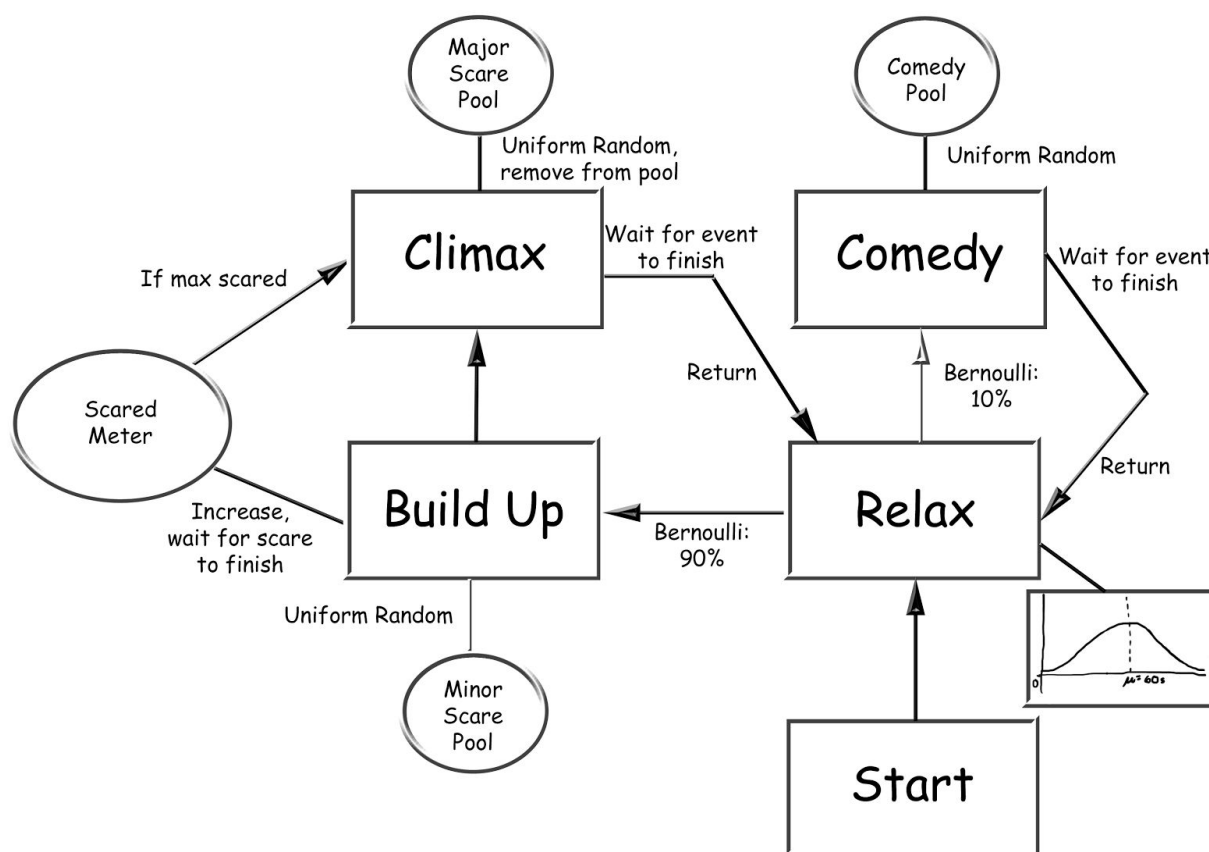 Major
Scare
Pool
Comedy
Pool
Uniform Random,
remove from pool
Uniform Random
Climax
Wait for event
to finish
Comedy
Wait for event
to finish
If max scared
Return
Bernoulli:
10%
Scared
Meter
Return
Build Up
Relax
Increase,
wait for scare
to finish
Bernoulli:
90%
Uniform Random
0
μ=60s
Minor
Scare
Pool
Start